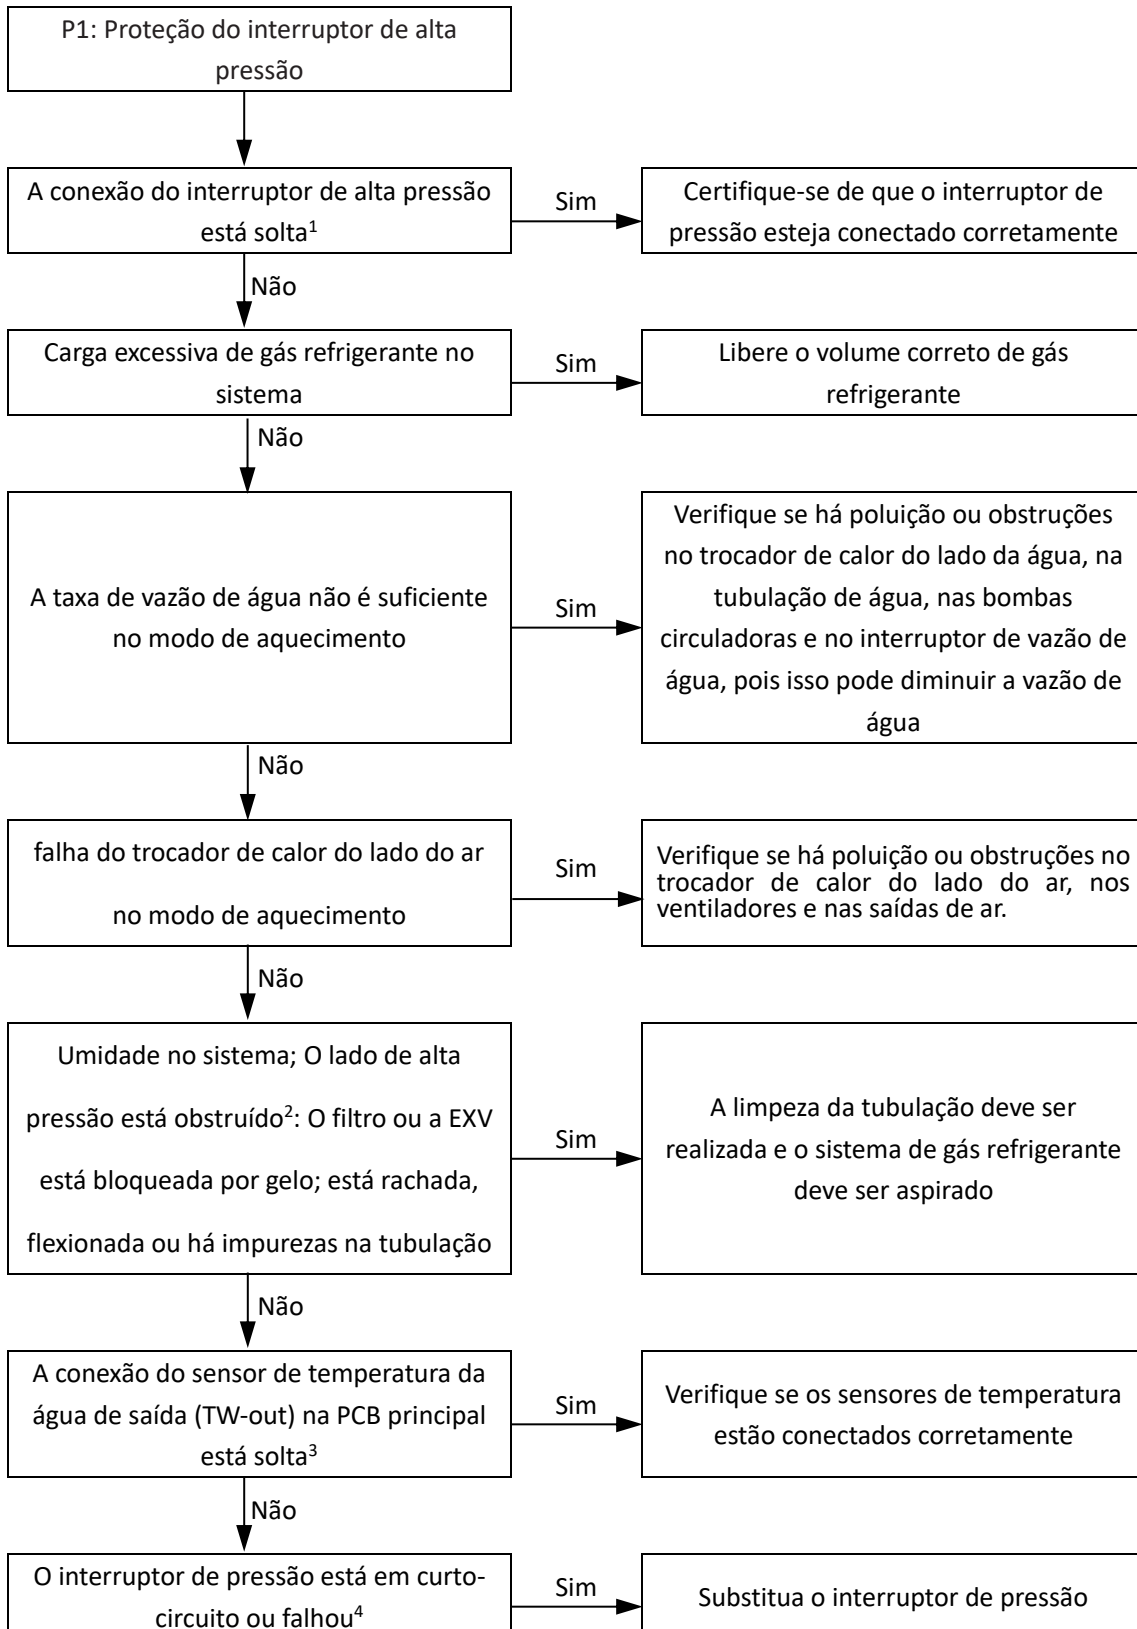 P1: Proteção do interruptor de alta
pressão
A conexão do interruptor de alta pressão
está solta1
Sim
Certifique-se de que o interruptor de
pressão esteja conectado corretamente
Não
Carga excessiva de gás refrigerante no
sistema
Sim
Libere o volume correto de gás
refrigerante
Não
A taxa de vazão de água não é suficiente
no modo de aquecimento
Sim
Verifique se há poluição ou obstruções
no trocador de calor do lado da água, na
tubulação de água, nas bombas
circuladoras e no interruptor de vazão de
água, pois isso pode diminuir a vazão de
água
Não
falha do trocador de calor do lado do ar
no modo de aquecimento
Sim
Verifique se há poluição ou obstruções no
trocador de calor do lado do ar, nos
ventiladores e nas saídas de ar.
Não
Umidade no sistema; O lado de alta
pressão está obstruído2: O filtro ou a EXV
está bloqueada por gelo; está rachada,
flexionada ou há impurezas na tubulação
Sim
A limpeza da tubulação deve ser
realizada e o sistema de gás refrigerante
deve ser aspirado
Não
A conexão do sensor de temperatura da
água de saída (TW-out) na PCB principal
está solta3
Sim
Verifique se os sensores de temperatura
estão conectados corretamente
Não
O interruptor de pressão está em curto-
circuito ou falhou4
Sim
Substitua o interruptor de pressão